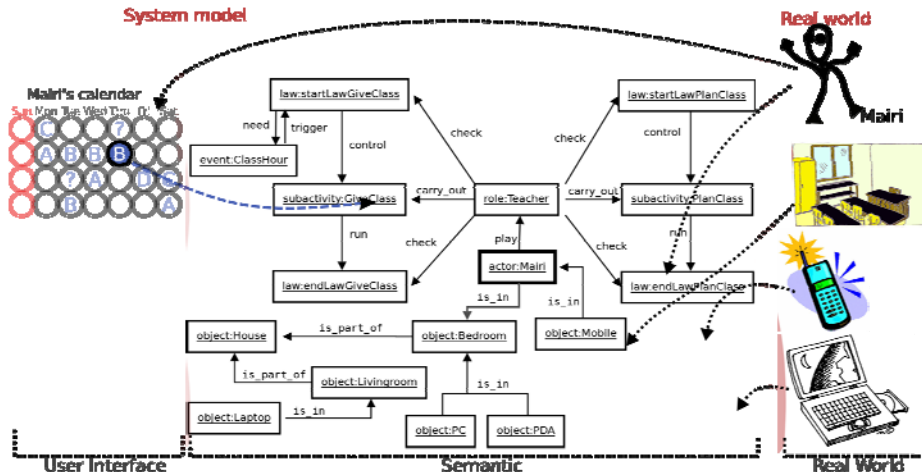 System model
Real world
Mairi's calendar
Sun Mon Tue Wed Thu Fri Sat
C ?
A B B B
? A D C
B A
law:startLawGiveClass
law:startLawPlanClass
need
trigger
check
check
control
control
event:ClassHour
Mairi
subactivity:GiveClass
carry_out
role:Teacher
carry_out
subactivity:PlanClass
run
check
play
check
run
law:endLawGiveClass
actor:Mairi
law:endLawPlanClass
is_in
is_in
object:House
is_part_of
object:Bedroom
object:Mobile
is_part_of
object:Livingroom
is_in
object:Laptop
is_in
object:PC
object:PDA
User Interface
Semantic
Real World